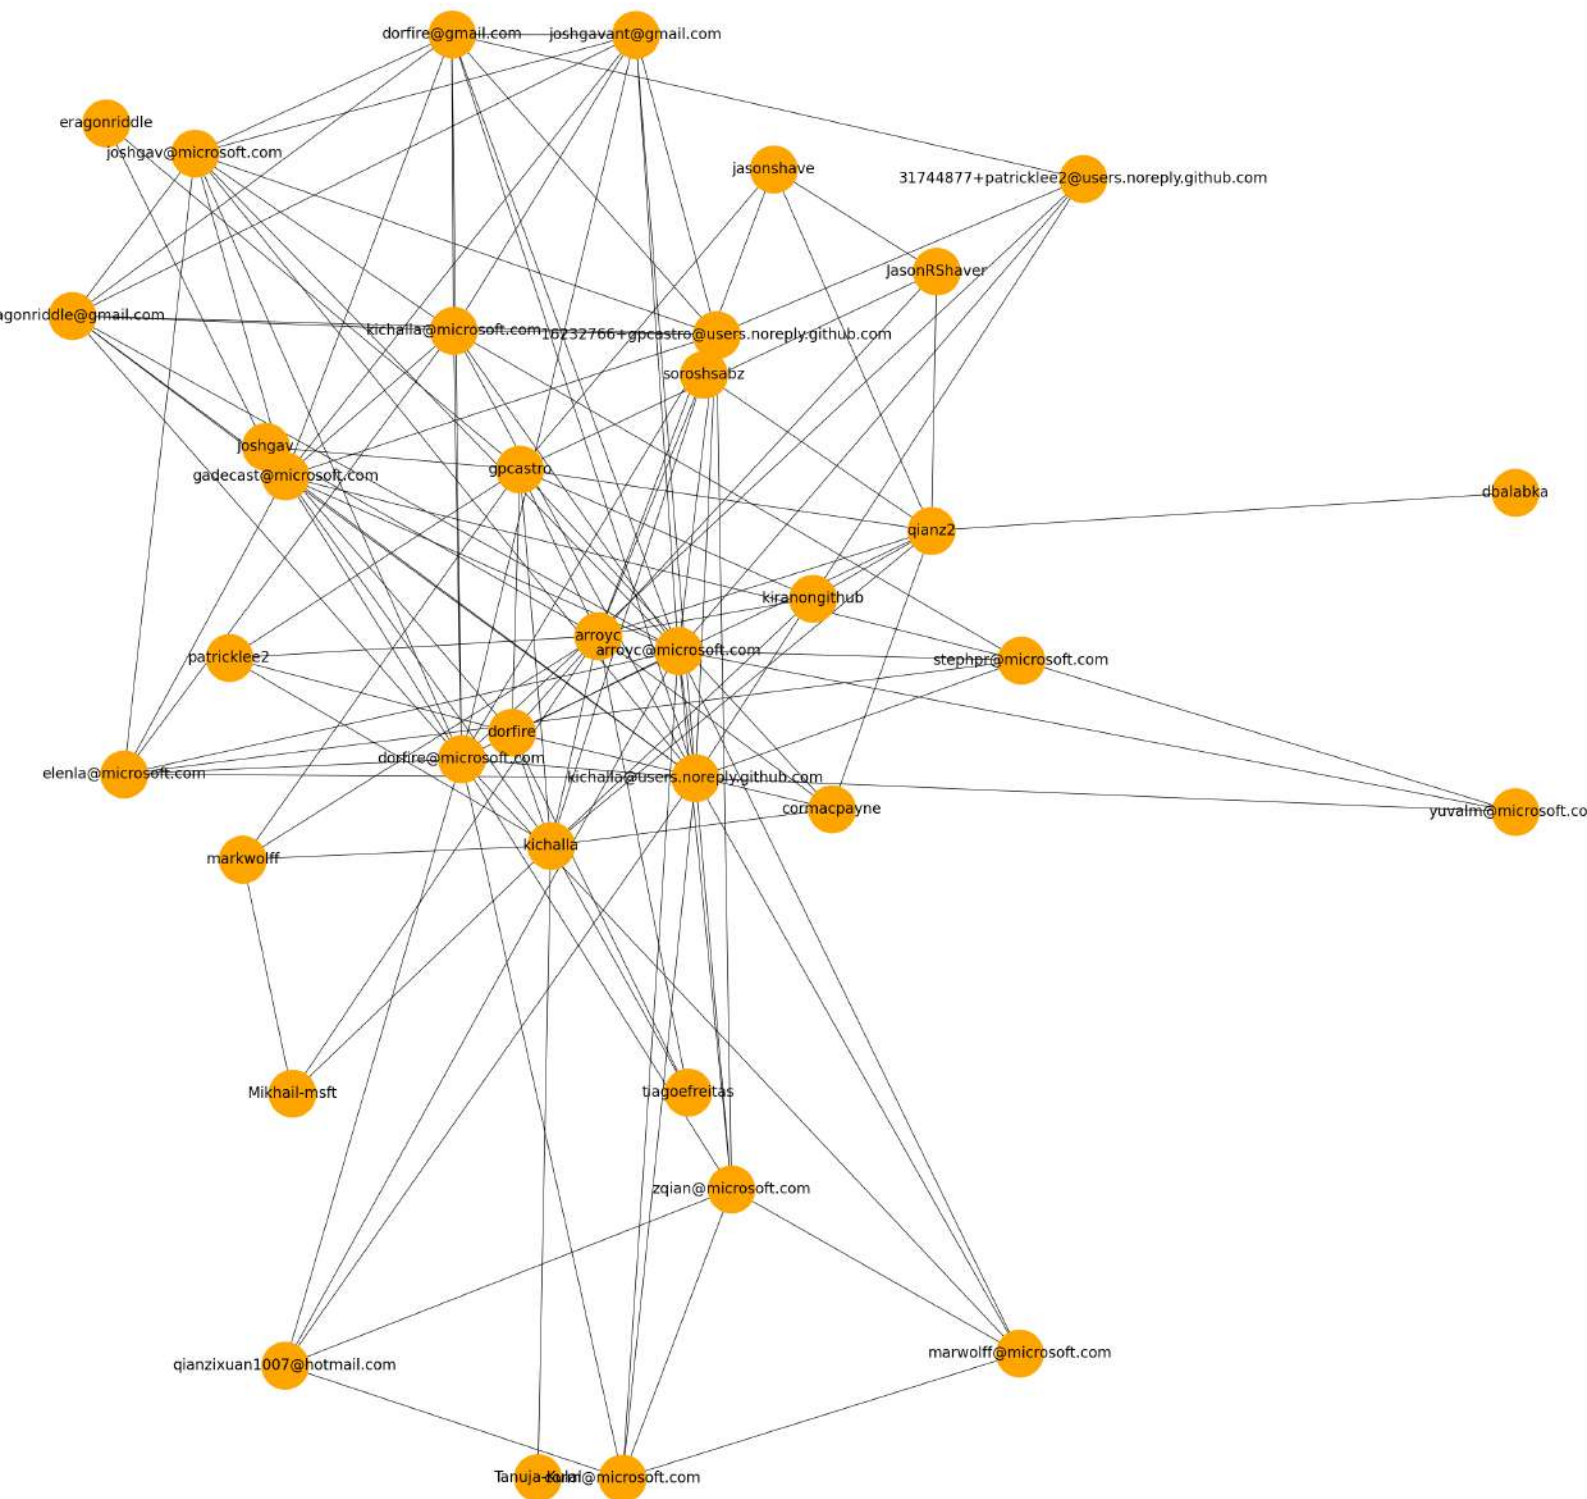 dorfire@gmail.com
joshgavant@gmail.com
eragonriddle
joshgav@microsoft.com
jasonshave
31744877+patricklee2@users.noreply.github.com
JasonRShaver
agonriddle@gmail.com
kichalla@microsoft.com
16232766+gpcastro@users.noreply.github.com
soroshsabz
joshgav
gpcastro
gadecast@microsoft.com
dbalabka
qianz2
kiranongithub
arroyc
arroyc@microsoft.com
patricklee2
stephpr@microsoft.com
dorfire
dorfire@microsoft.com
elenla@microsoft.com
kichalla@users.noreply.github.com
cormacpayne
yuvalm@microsoft.co
kichalla
markwolff
Mikhail-msft
tiagoefreitas
zqian@microsoft.com
marwolff@microsoft.com
qianzixuan1007@hotmail.com
@microsoft.com